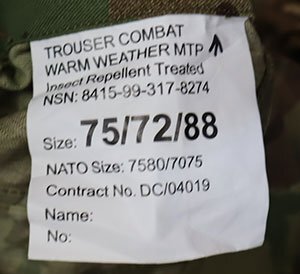 TROUSER COMBAT
WARM WEATHER MTP
Insect Repellent Treated
NSN: 8415-99-317-8274
Size: 75/72/88
NATO Size: 7580/7075
Contract No. DC/04019
Name:
No: